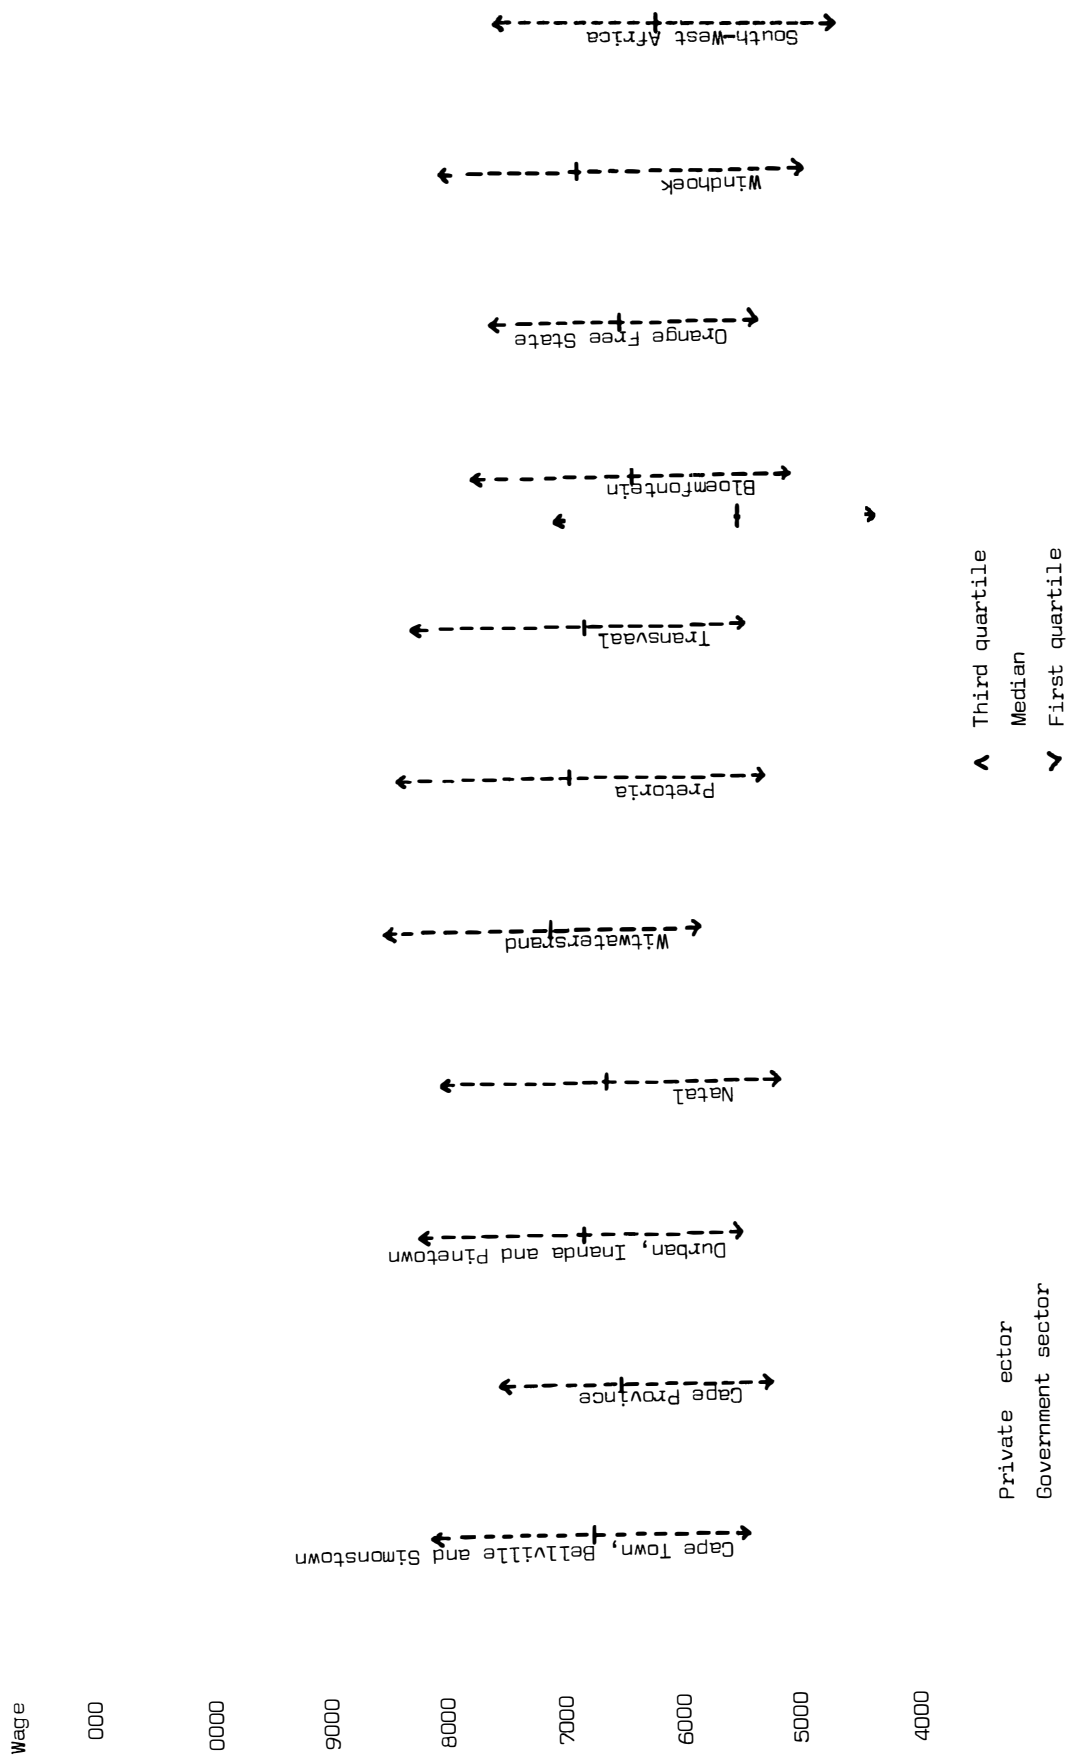 Wage
000
0000
9000
8000
7000
6000
5000
4000
Cape Town, Bellville and Simonstown
Cape Province
Durban, Inanda and Pinetown
Natal
Witwatersrand
Pretoria
Transvaal
Bloemfontein
Orange Free State
Windhoek
South-West Africa
Private ector
Government sector
Third quartile
Median
First quartile